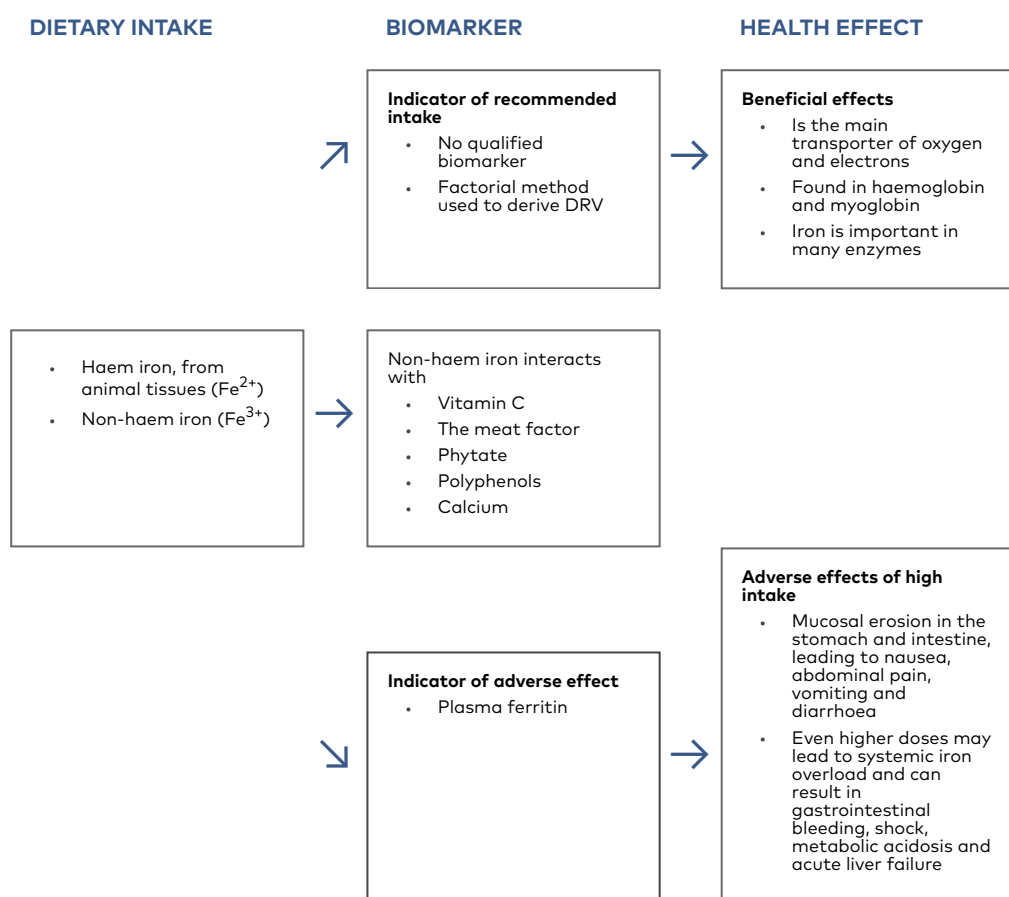 DIETARY INTAKE
BIOMARKER
HEALTH EFFECT
Indicator of recommended
intake
• No qualified
biomarker
• Factorial method
used to derive DRV
Beneficial effects
• Is the main
transporter of oxygen
and electrons
• Found in haemoglobin
and myoglobin
• Iron is important in
many enzymes
• Haem iron, from
animal tissues (Fe²⁺)
• Non-haem iron (Fe³⁺)
Non-haem iron interacts
with
• Vitamin C
• The meat factor
• Phytate
• Polyphenols
• Calcium
Indicator of adverse effect
• Plasma ferritin
Adverse effects of high
intake
• Mucosal erosion in the
stomach and intestine,
leading to nausea,
abdominal pain,
vomiting and
diarrhoea
• Even higher doses may
lead to systemic iron
overload and can
result in
gastrointestinal
bleeding, shock,
metabolic acidosis and
acute liver failure